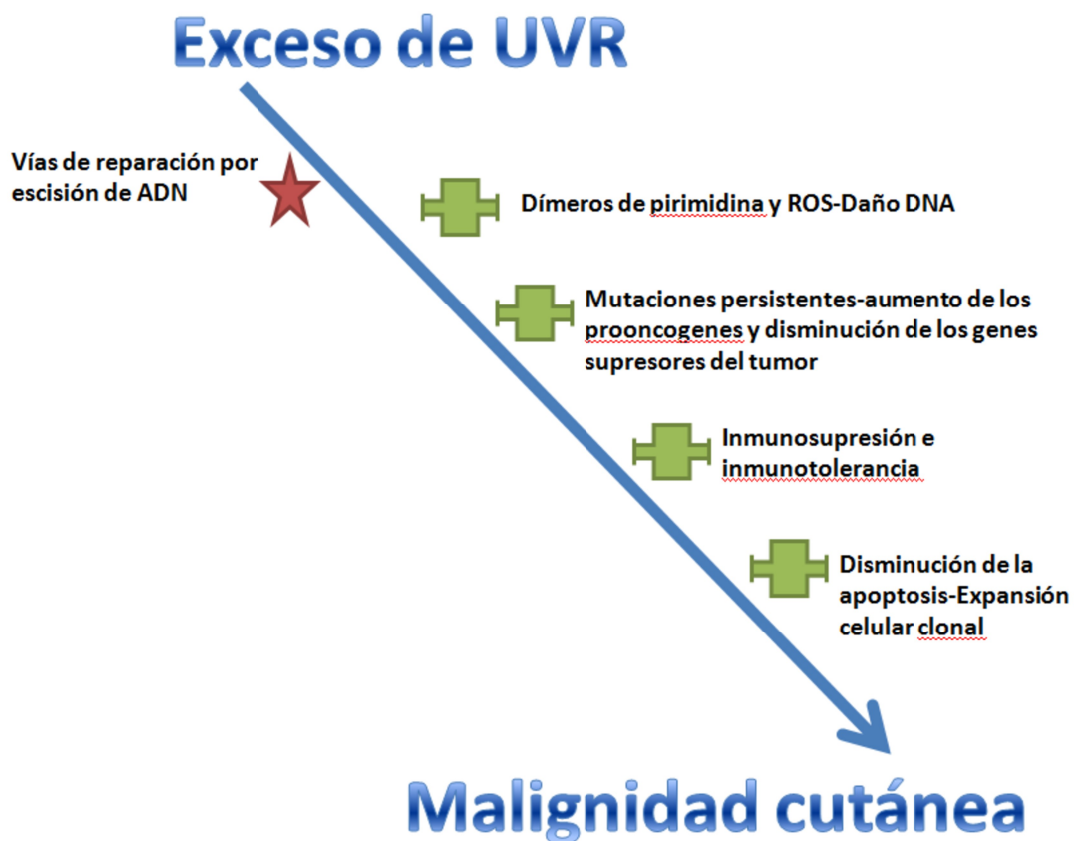 Exceso de UVR
Vías de reparación por
escisión de ADN
Dímeros de pirimidina y ROS-Daño DNA
Mutaciones persistentes-aumento de los
prooncogenes y disminución de los genes
supresores del tumor
Inmunosupresión e
inmunotolerancia
Disminución de la
apoptosis-Expansión
celular clonal
Malignidad cutánea